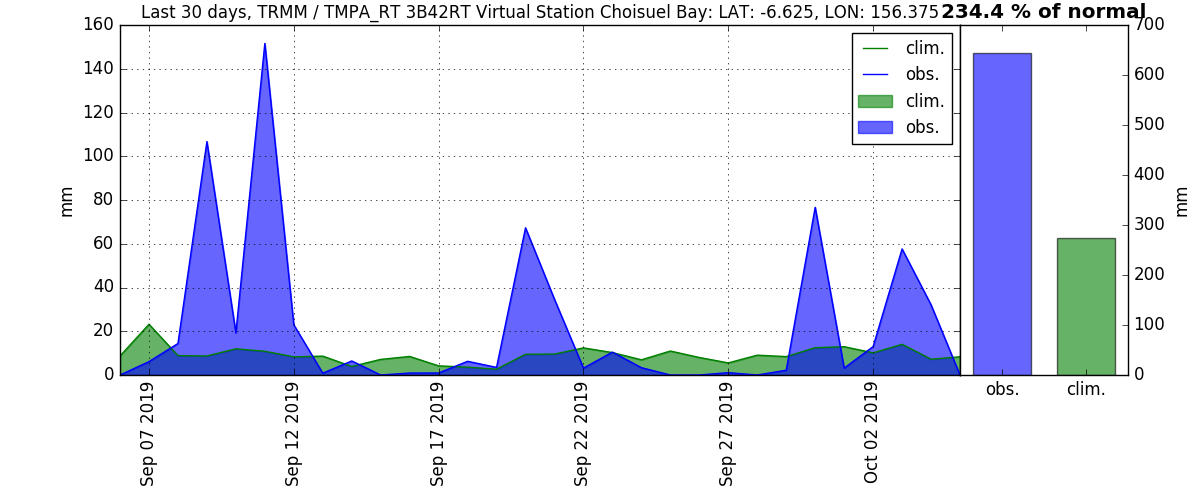 Last 30 days, TRMM / TMPA_RT 3B42RT Virtual Station Choisuel Bay: LAT: -6.625, LON: 156.375 234.4 % of normal
160
140
120
100
80
60
40
20
0
mm
clim.
obs.
clim.
obs.
700
600
500
400
300
200
100
0
mm
Sep 07 2019
Sep 12 2019
Sep 17 2019
Sep 22 2019
Sep 27 2019
Oct 02 2019
obs.
clim.